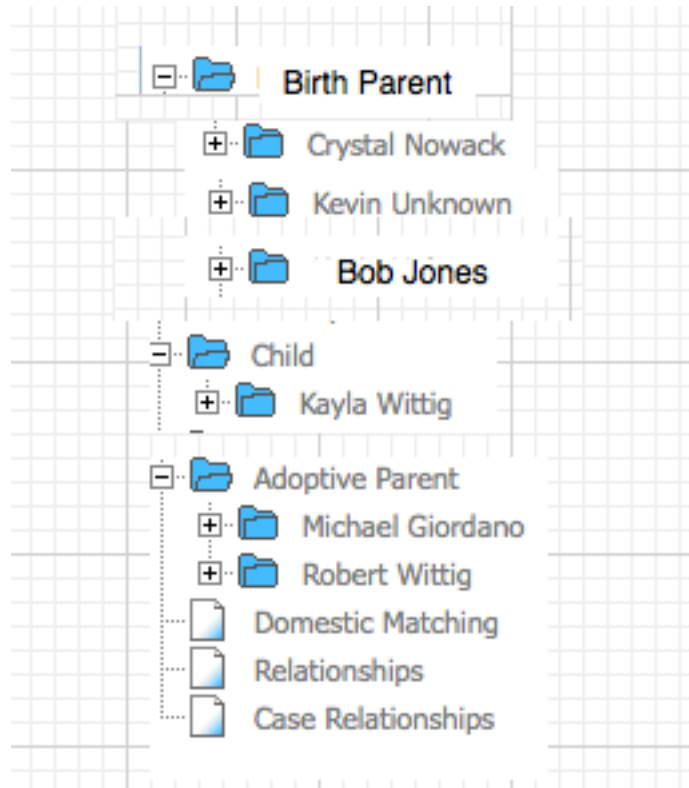 Birth Parent
Crystal Nowack
Kevin Unknown
Bob Jones
Child
Kayla Wittig
Adoptive Parent
Michael Giordano
Robert Wittig
Domestic Matching
Relationships
Case Relationships